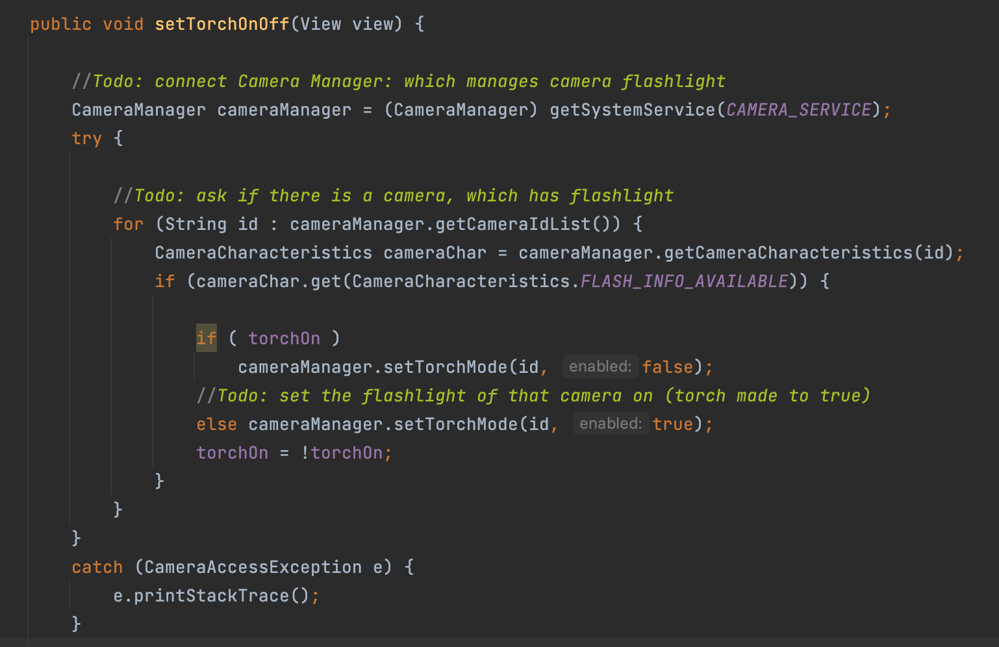 public void setTorchOnOff(View view) {
//Todo: connect Camera Manager: which manages camera flashlight
CameraManager cameraManager = (CameraManager) getSystemService(CAMERA_SERVICE);
try {
//Todo: ask if there is a camera, which has flashlight
for (String id : cameraManager.getCameraIdList()) {
CameraCharacteristics cameraChar = cameraManager.getCameraCharacteristics(id);
if (cameraChar.get(CameraCharacteristics.FLASH_INFO_AVAILABLE)) {
if ( torchOn )
cameraManager.setTorchMode(id, enabled: false);
//Todo: set the flashlight of that camera on (torch made to true)
else cameraManager.setTorchMode(id, enabled: true);
torchOn = !torchOn;
}
}
}
catch (CameraAccessException e) {
e.printStackTrace();
}